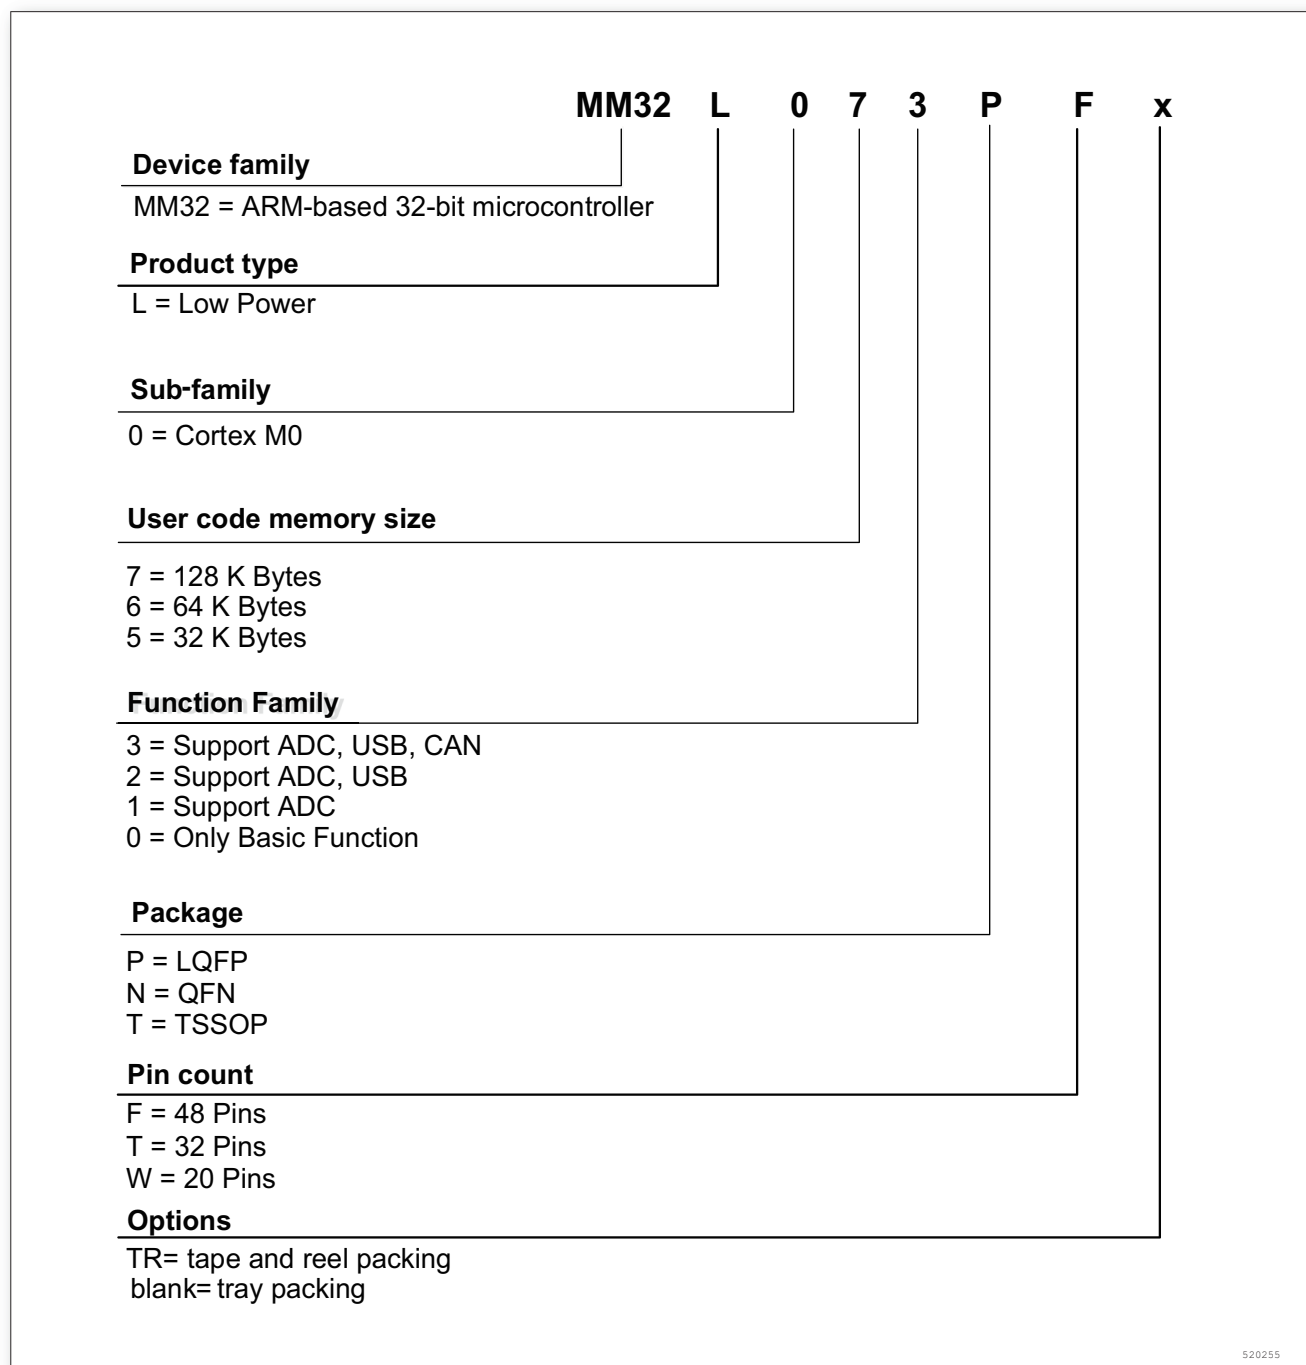 MM32 L 0 7 3 P F x
Device family
MM32 = ARM-based 32-bit microcontroller
Product type
L = Low Power
Sub-family
0 = Cortex M0
User code memory size
7 = 128 K Bytes
6 = 64 K Bytes
5 = 32 K Bytes
Function Family
3 = Support ADC, USB, CAN
2 = Support ADC, USB
1 = Support ADC
0 = Only Basic Function
Package
P = LQFP
N = QFN
T = TSSOP
Pin count
F = 48 Pins
T = 32 Pins
W = 20 Pins
Options
TR= tape and reel packing
blank= tray packing
520255